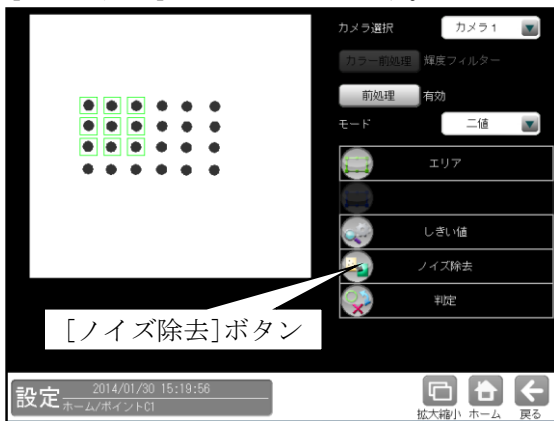 カメラ選択
カメラ1
カラー前処理
輝度フィルター
前処理
有効
モード
二値
エリア
しきい値
ノイズ除去
判定
[ノイズ除去]ボタン
設定
2014/01/30 15:19:56
ホーム/ポイント01
拡大縮小
ホーム
戻る